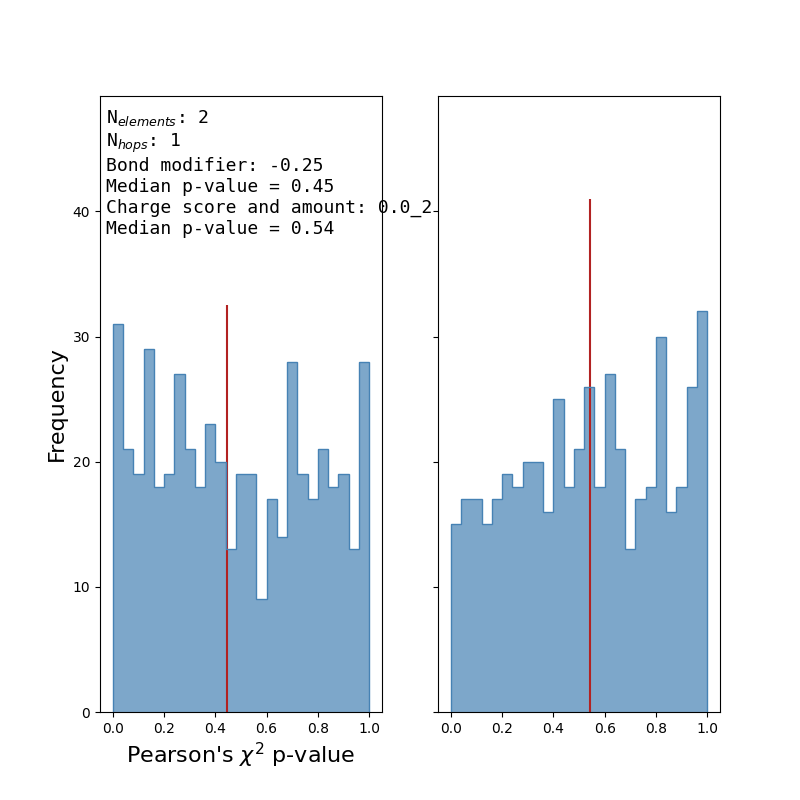 N_elements: 2
N_hops: 1
Bond modifier: -0.25
Median p-value = 0.45
Charge score and amount: 0.0_2
Median p-value = 0.54
40
30
20
10
0
Frequency
0.0 0.2 0.4 0.6 0.8 1.0
0.0 0.2 0.4 0.6 0.8 1.0
Pearson's χ² p-value